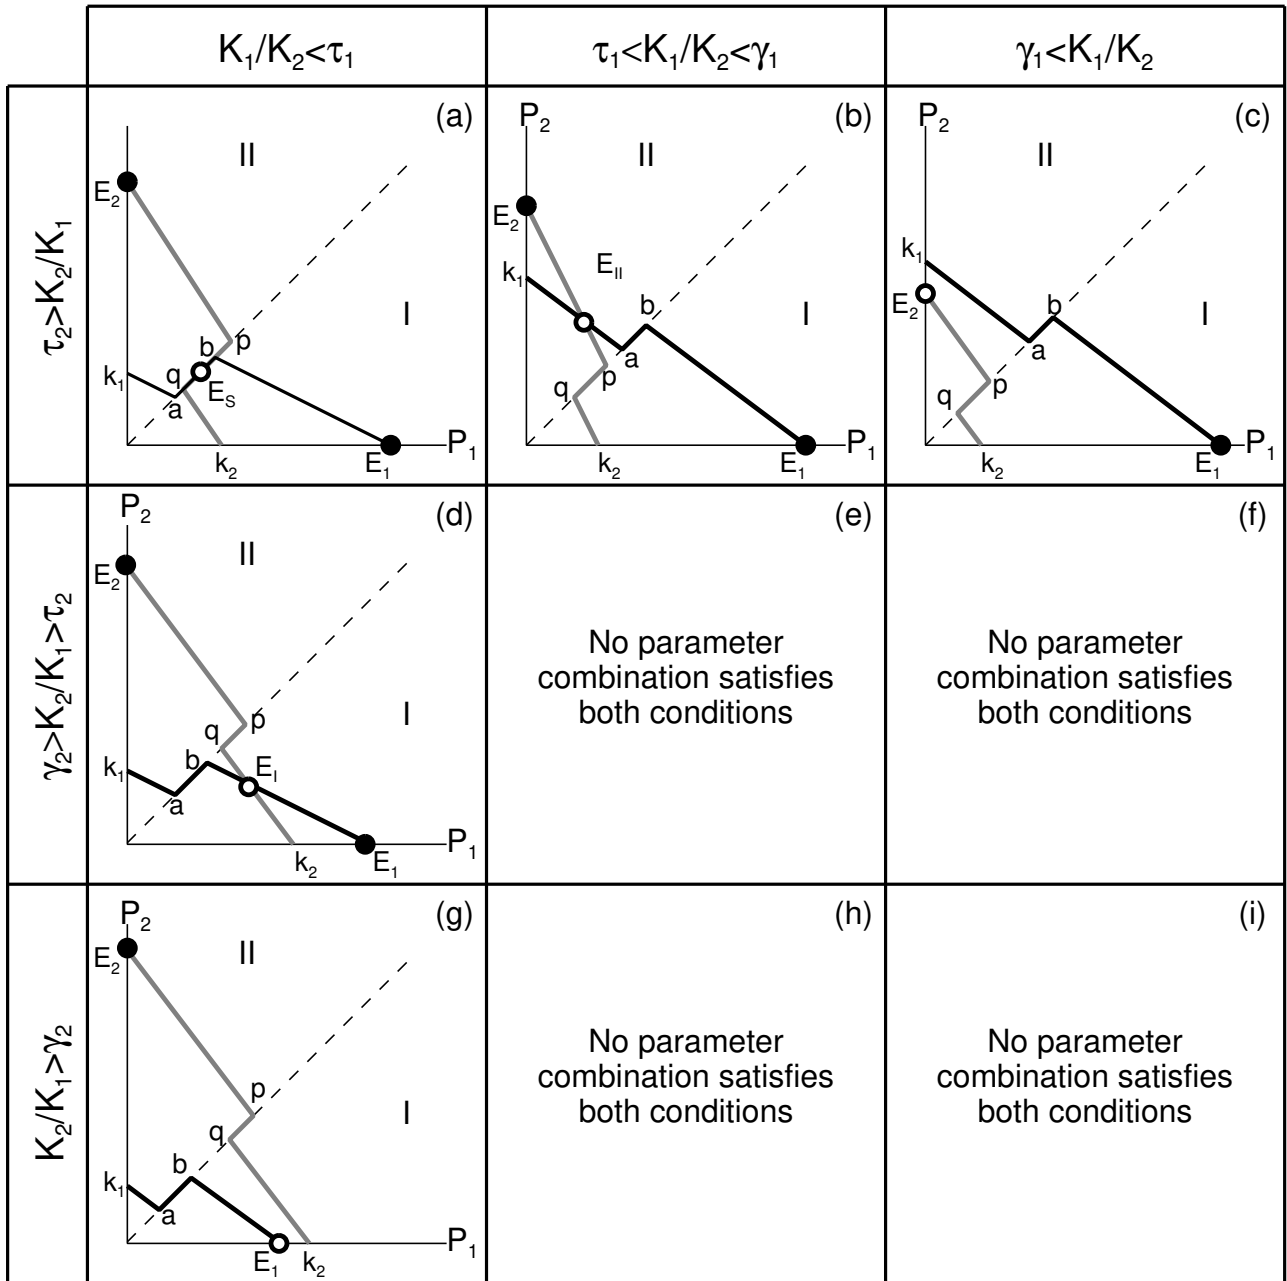 K₁/K₂<τ₁
τ₁<K₁/K₂<γ₁
γ₁<K₁/K₂
τ₂>K₂/K₁
(a)
II
E₂
I
k₁
q
b
p
a
E_S
k₂
E₁
P₁
P₂
(b)
II
E₂
k₁
E_II
b
I
a
p
q
k₂
E₁
P₁
P₂
(c)
II
k₁
E₂
b
I
a
p
q
k₂
E₁
P₁
γ₂>K₂/K₁>τ₂
P₂
(d)
II
E₂
I
p
q
b
E_I
k₁
a
k₂
E₁
P₁
(e)
No parameter
combination satisfies
both conditions
(f)
No parameter
combination satisfies
both conditions
K₂/K₁>γ₂
P₂
(g)
II
E₂
p
I
q
b
k₁
a
E₁
k₂
P₁
(h)
No parameter
combination satisfies
both conditions
(i)
No parameter
combination satisfies
both conditions